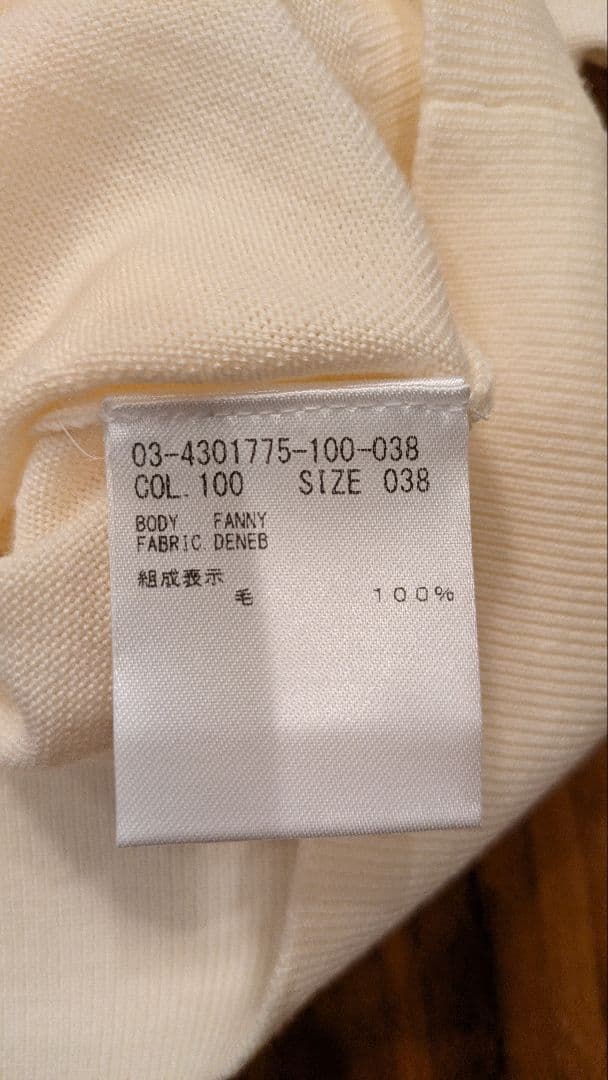 03-4301775-100-038
COL. 100 SIZE 038
BODY FANNY
FABRIC DENEB
組成表示
毛 100%